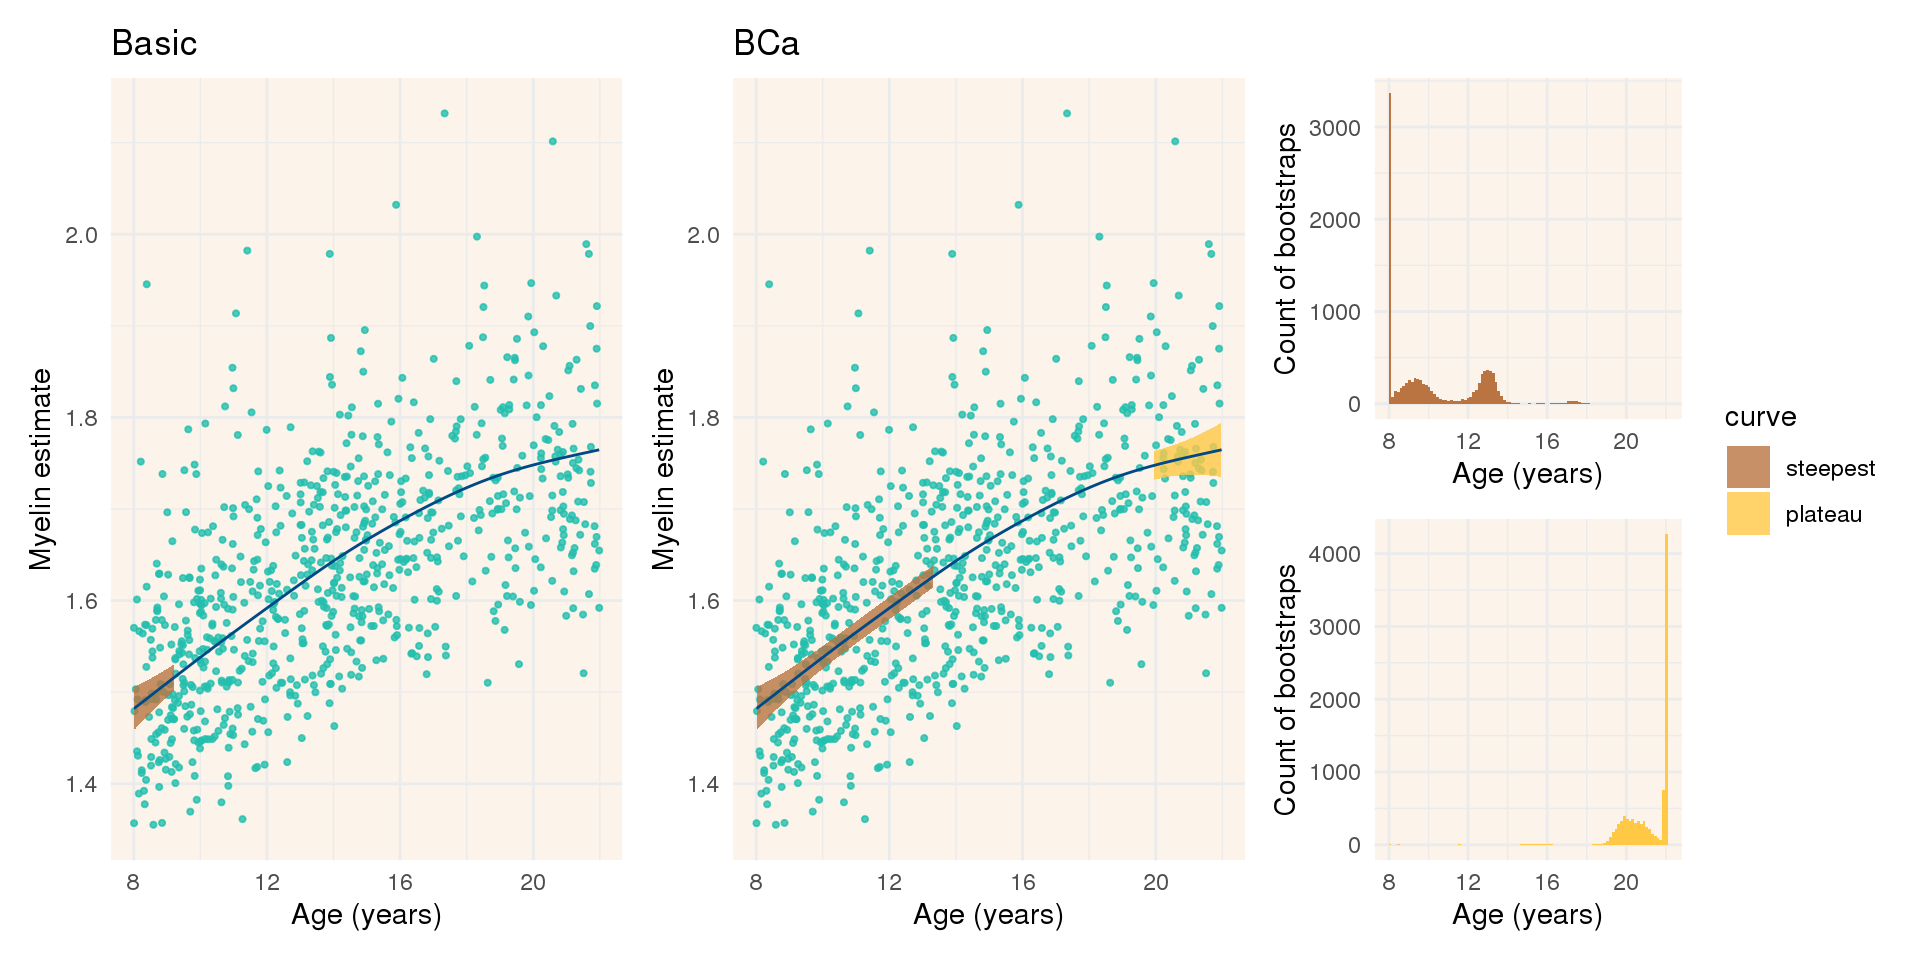 Basic
Myelin estimate
2.0
1.8
1.6
1.4
8 12 16 20
Age (years)
BCa
Myelin estimate
2.0
1.8
1.6
1.4
8 12 16 20
Age (years)
Count of bootstraps
3000
2000
1000
0
8 12 16 20
Age (years)
Count of bootstraps
4000
3000
2000
1000
0
8 12 16 20
Age (years)
curve
steepest
plateau